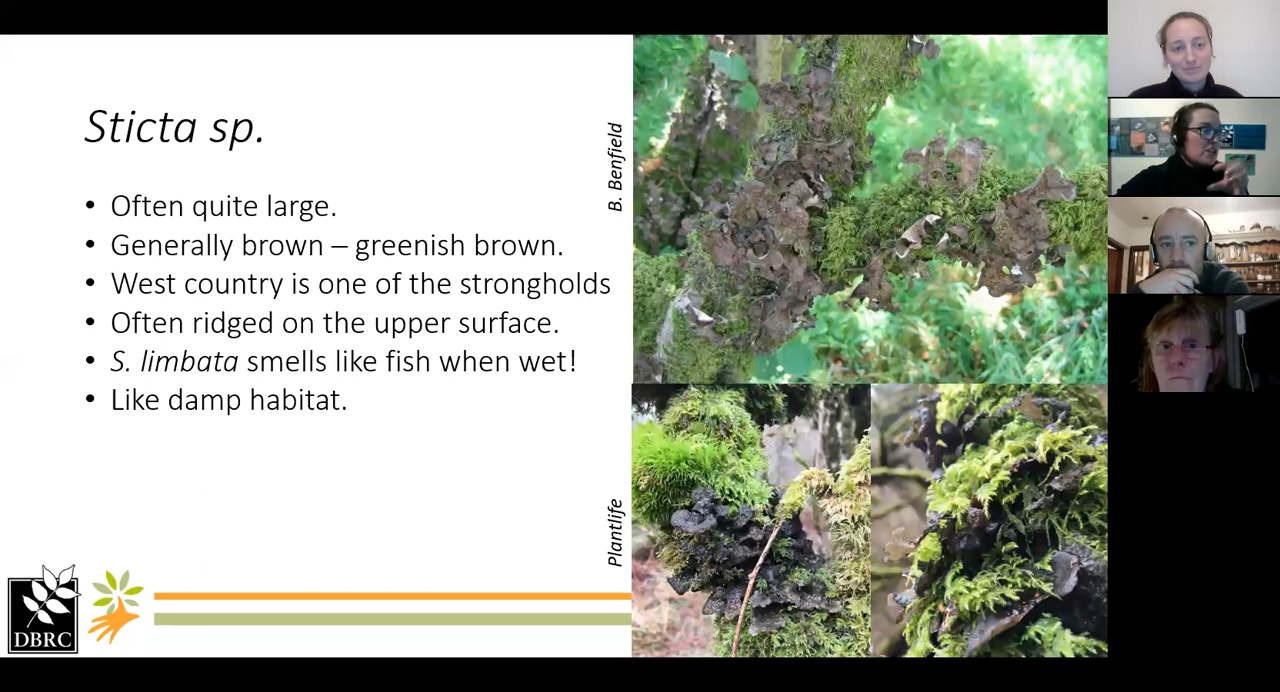 Sticta sp.
• Often quite large.
• Generally brown – greenish brown.
• West country is one of the strongholds
• Often ridged on the upper surface.
• S. limbata smells like fish when wet!
• Like damp habitat.
B. Benfield
Plantlife
DBRC
DBRC